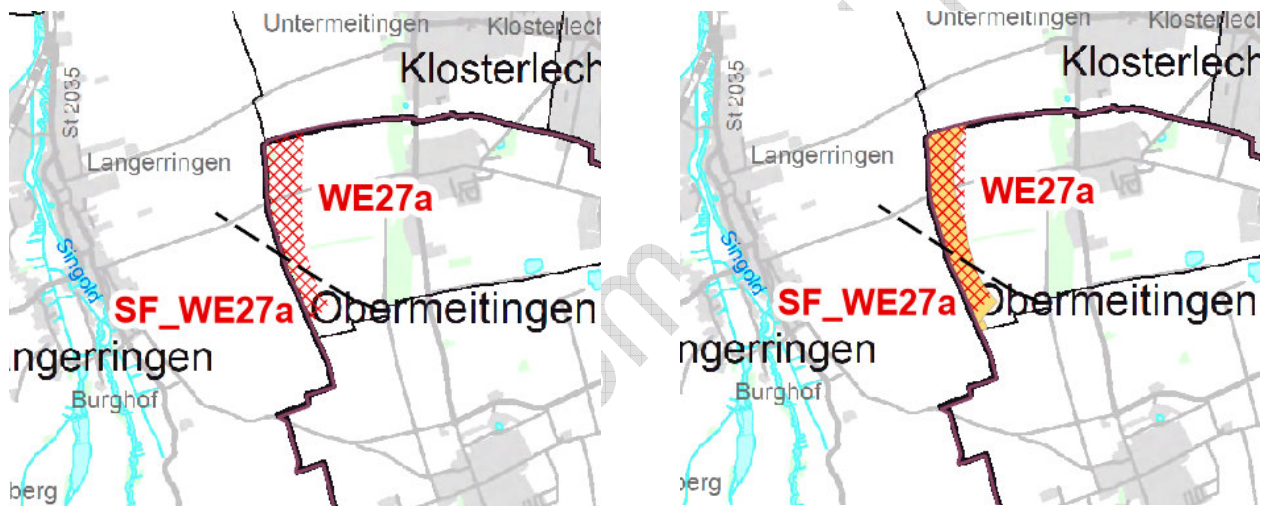 Untermeitingen
Klosterlech
Klosterlech
St 2035
Langerringen
WE27a
Singold
SF_WE27a
Obermeitingen
ngerringen
Burghof
berg
Untermeitingen
Klosterlec
Klosterlech
St 2035
Langerringen
WE27a
Singold
SF_WE27a
Obermeitingen
ngerringen
Burghof
berg